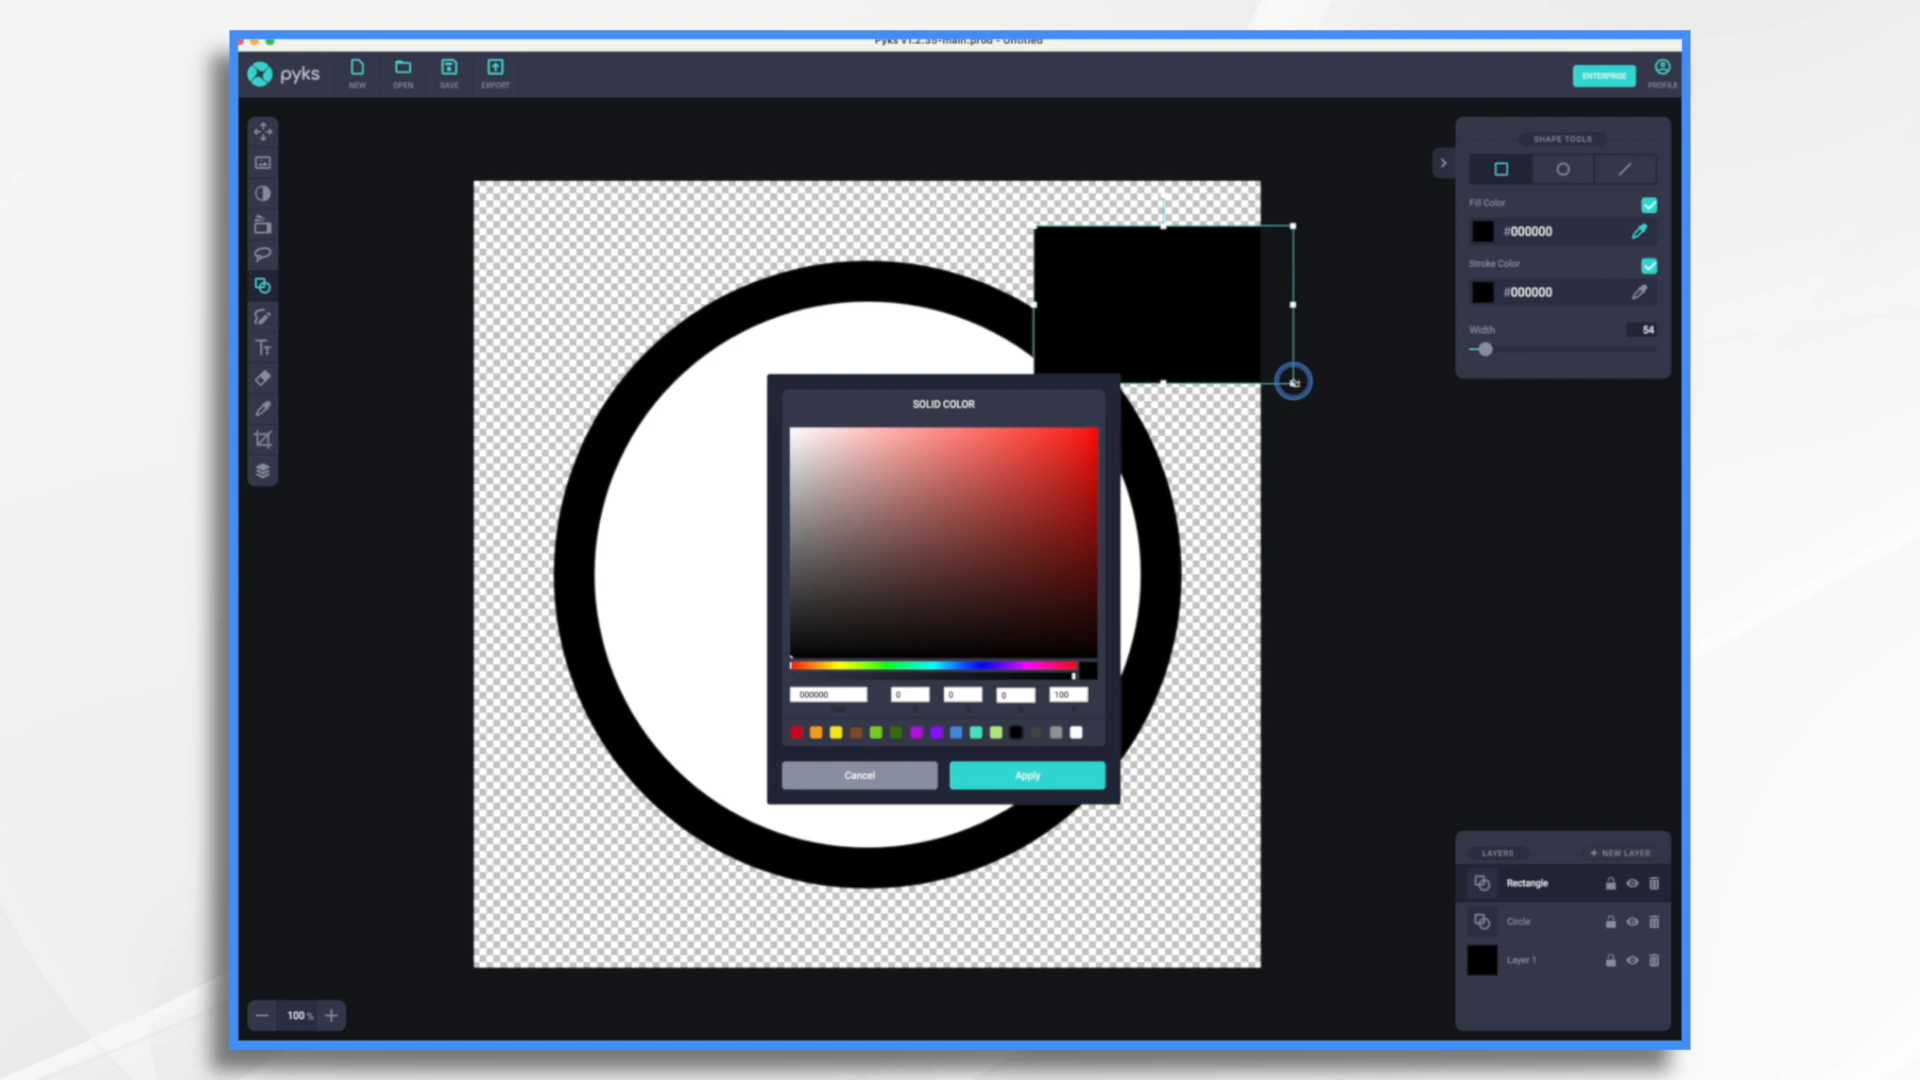 Pyks v1.2.35-main.prod - Untitled
pyks
NEW
OPEN
SAVE
EXPORT
ENTERPRISE
PROFILE
SHAPE TOOLS
Fill Color
#000000
Stroke Color
#000000
Width
54
SOLID COLOR
000000
0
0
0
100
Cancel
Apply
Tт
LAYERS
+ NEW LAYER
Rectangle
Circle
Layer 1
100 %